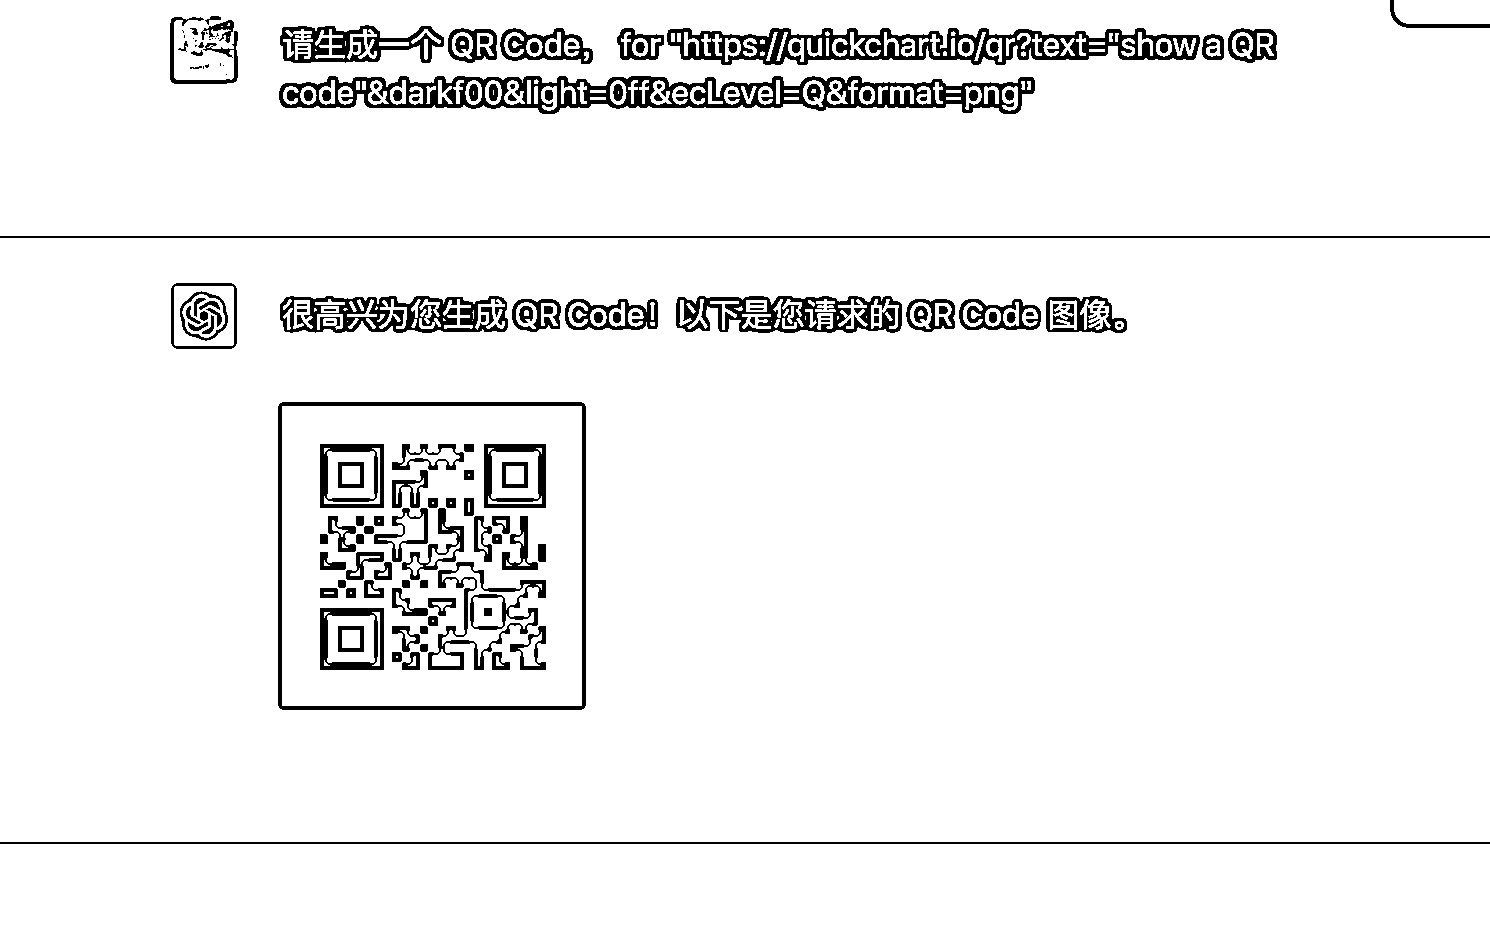 请生成一个 QR Code， for "https://quickchart.io/qr?text="show a QR
code"&darkf00&light=0ff&ecLevel=Q&format=png"
很高兴为您生成 QR Code！以下是您请求的 QR Code 图像。